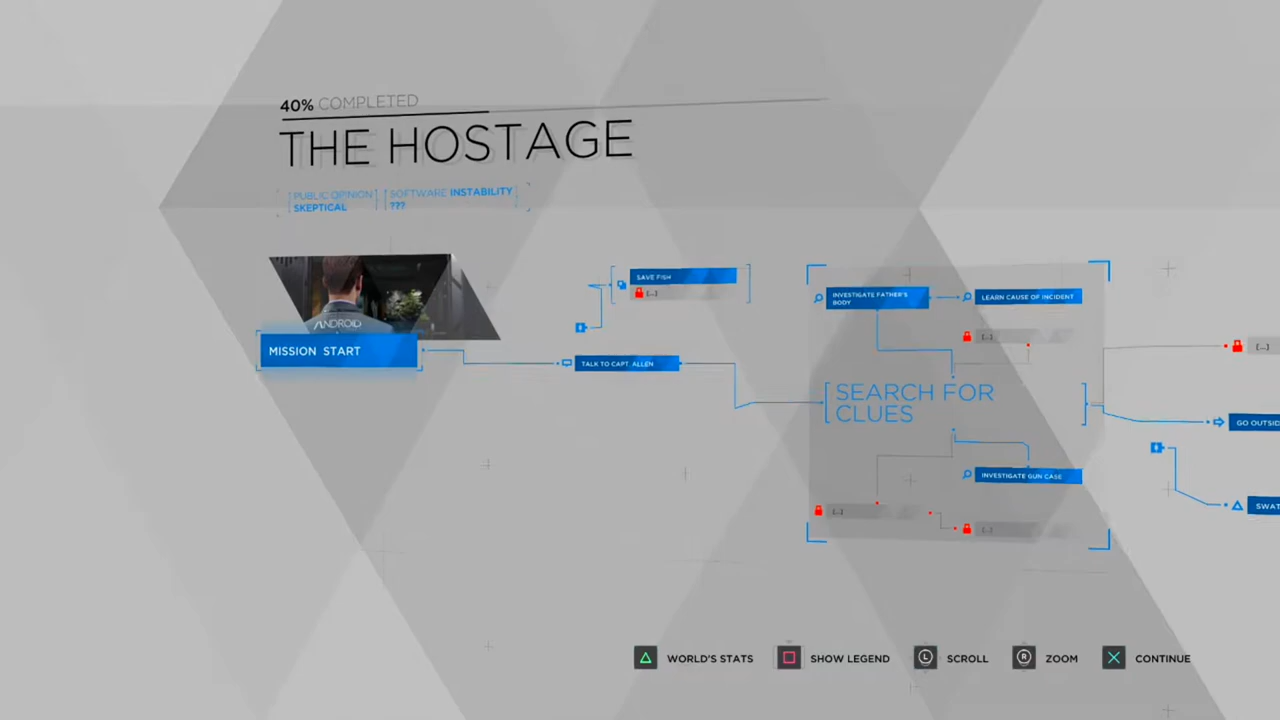 40% COMPLETED
THE HOSTAGE
PUBLIC OPINION
SKEPTICAL
SOFTWARE INSTABILITY
???
ANDROID
MISSION START
SAVE FISH
[...]
TALK TO CAPT. ALLEN
INVESTIGATE FATHER'S
BODY
LEARN CAUSE OF INCIDENT
[...]
SEARCH FOR
CLUES
INVESTIGATE GUN CASE
[...]
[...]
[...]
GO OUTSID
SWAT
WORLD'S STATS
SHOW LEGEND
L
SCROLL
R
ZOOM
CONTINUE